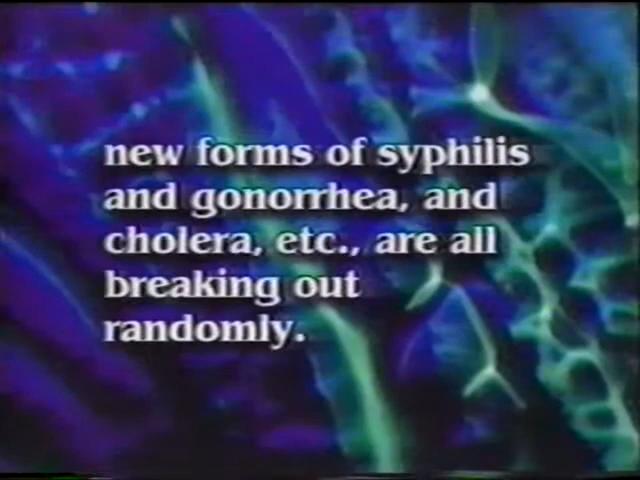 new forms of syphilis
and gonorrhea, and
cholera, etc., are all
breaking out
randomly.